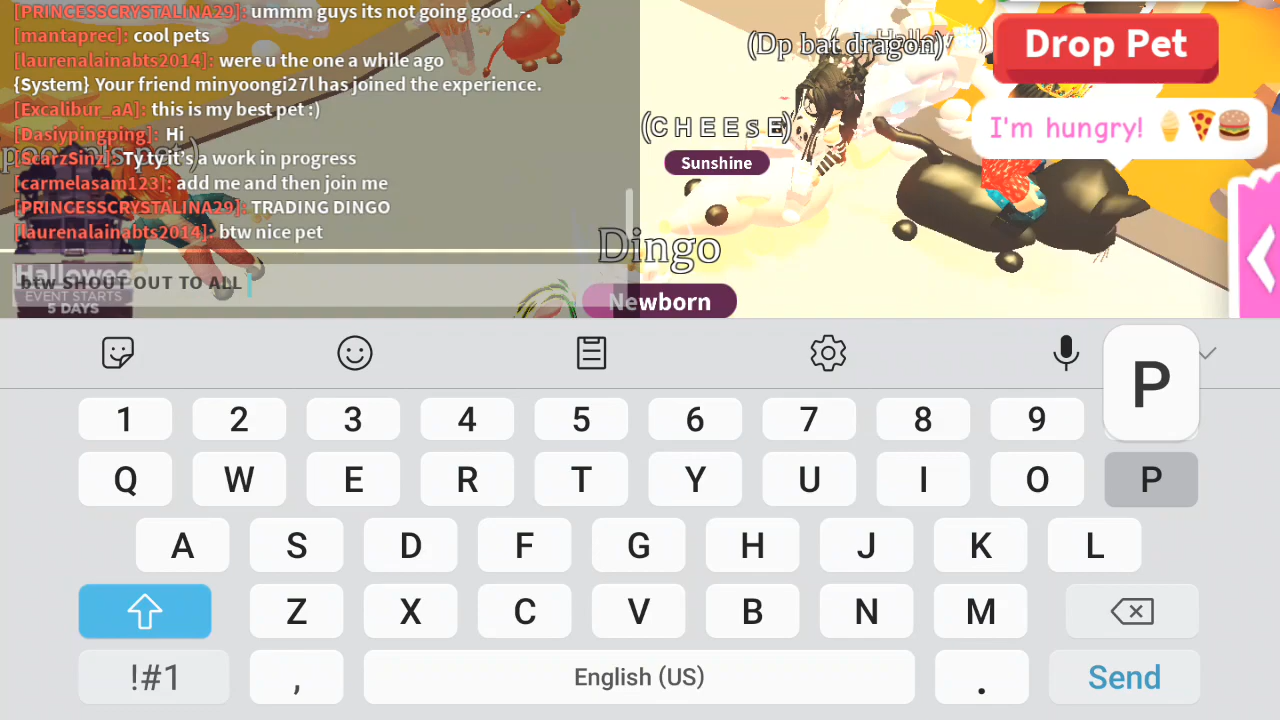 [PRINCESSCRYSTALINA29]: ummm guys its not going good.-.
[mantaprec]: cool pets
[laurenalainabts2014]: were u the one a while ago
{System} Your friend minyoongi27l has joined the experience.
[Excalibur_aA]: this is my best pet :)
[Dasiypingping]: Hi
[ScarzSinz]: Ty ty it's a work in progress
[carmelasam123]: add me and then join me
[PRINCESSCRYSTALINA29]: TRADING DINGO
[laurenalainabts2014]: btw nice pet
btw SHOUT OUT TO ALL
EVENT STARTS
5 DAYS
(Dp bat dragon)
(C H E E S E)
Sunshine
Dingo
Newborn
Drop Pet
I'm hungry!
P
1 2 3 4 5 6 7 8 9
Q W E R T Y U I O P
A S D F G H J K L
Z X C V B N M
!#1 , English (US) . Send